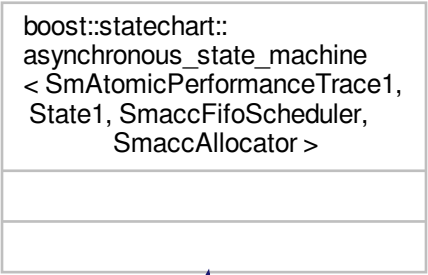 boost::statechart::
asynchronous_state_machine
< SmAtomicPerformanceTrace1,
State1, SmaccFifoScheduler,
SmaccAllocator >